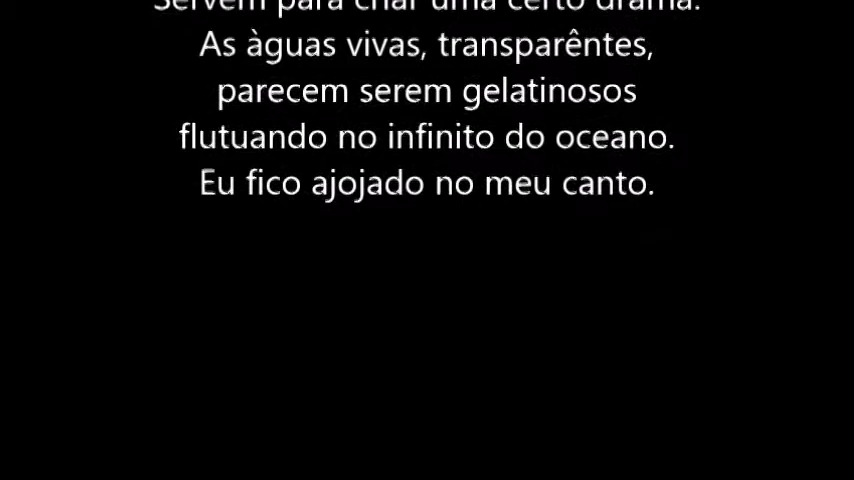 Servem para criar uma certo drama.
As àguas vivas, transparêntes,
parecem serem gelatinosos
flutuando no infinito do oceano.
Eu fico ajojado no meu canto.